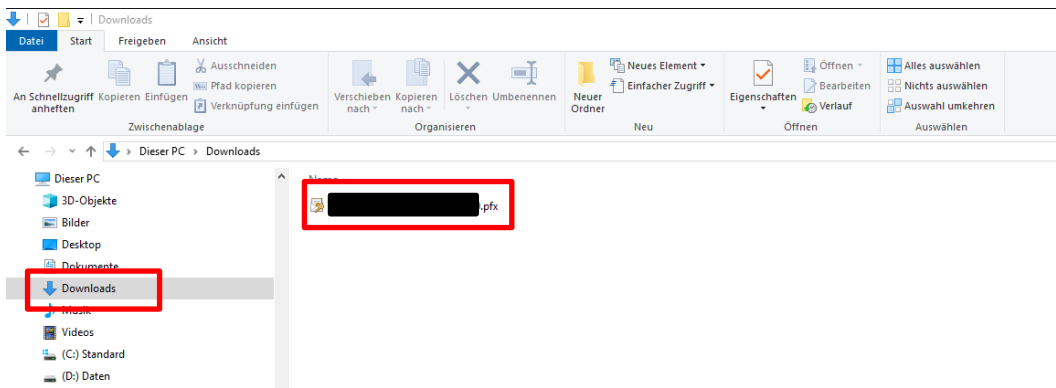 Downloads
Datei Start Freigeben Ansicht
An Schnellzugriff anheften
Kopieren
Einfügen
Ausschneiden
Pfad kopieren
Verknüpfung einfügen
Zwischenablage
Verschieben nach
Kopieren nach
Löschen
Umbenennen
Organisieren
Neuer Ordner
Neues Element
Einfacher Zugriff
Neu
Eigenschaften
Öffnen
Bearbeiten
Verlauf
Öffnen
Alles auswählen
Nichts auswählen
Auswahl umkehren
Auswählen
Dieser PC > Downloads
Dieser PC
3D-Objekte
Bilder
Desktop
Dokumente
Downloads
Musik
Videos
(C:) Standard
(D:) Daten
Name
.pfx